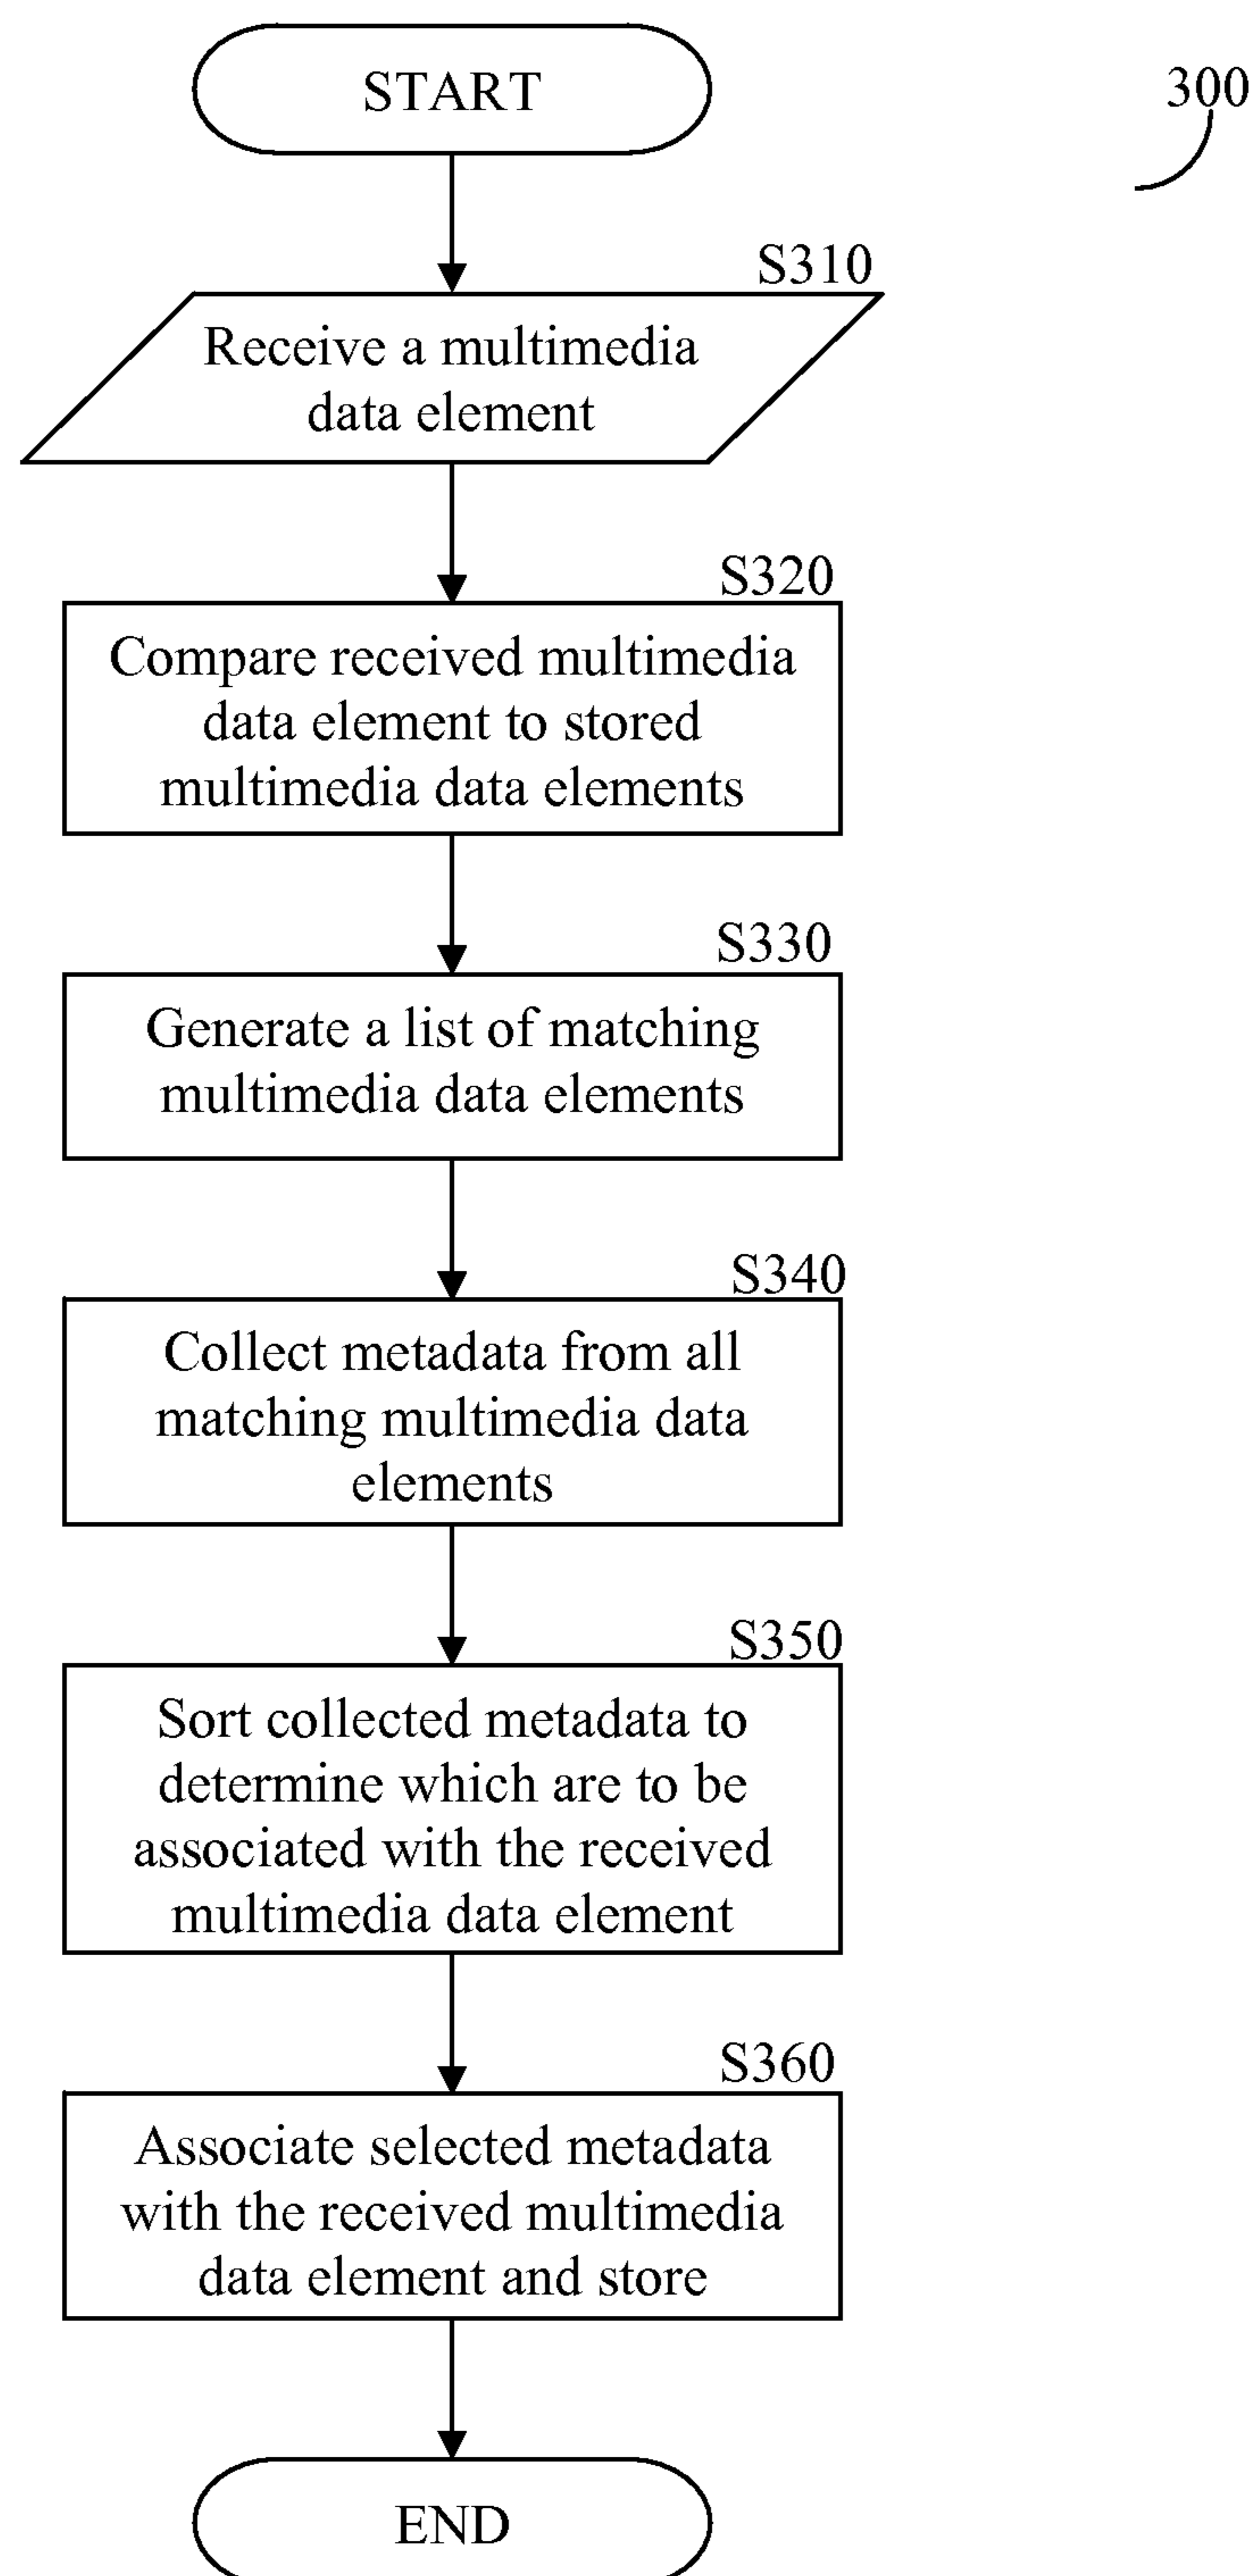 START
300
S310
Receive a multimedia
data element
S320
Compare received multimedia
data element to stored
multimedia data elements
S330
Generate a list of matching
multimedia data elements
S340
Collect metadata from all
matching multimedia data
elements
S350
Sort collected metadata to
determine which are to be
associated with the received
multimedia data element
S360
Associate selected metadata
with the received multimedia
data element and store
END